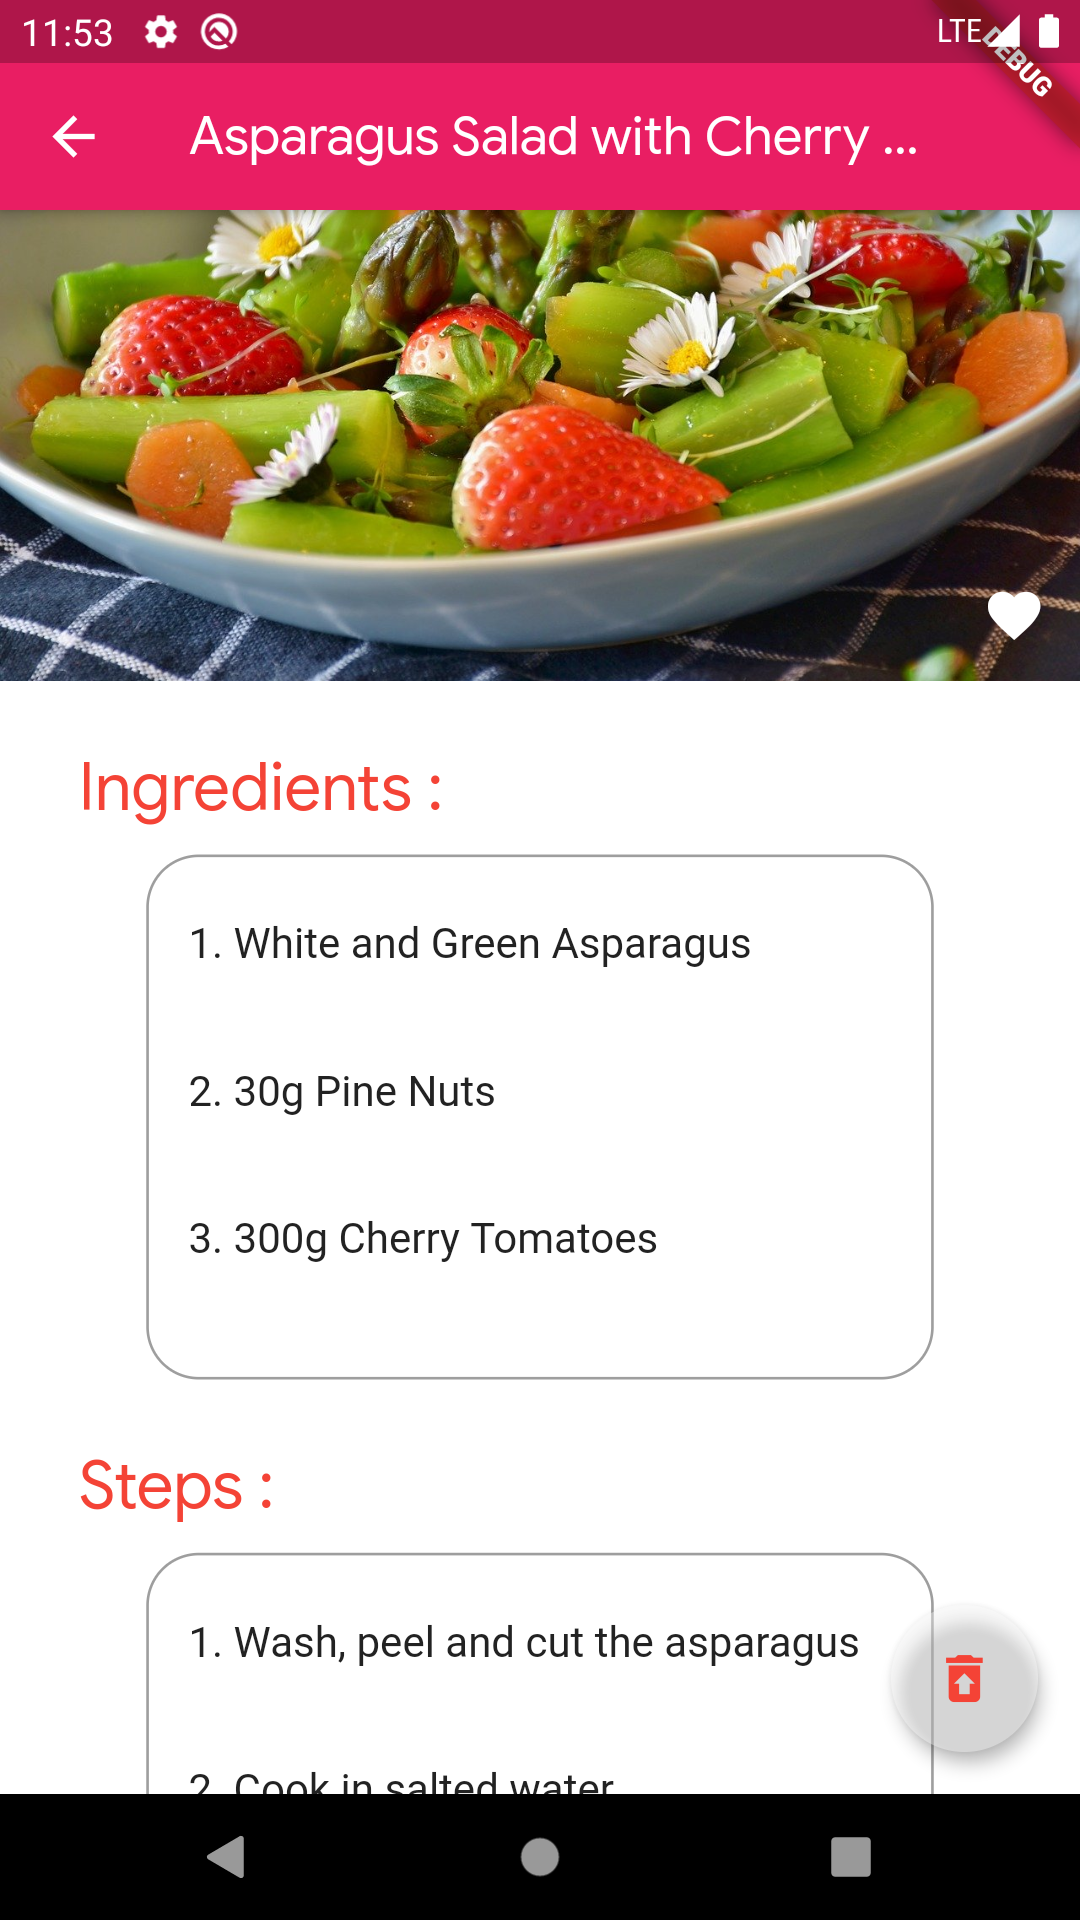 11:53 LTE
DEBUG
Asparagus Salad with Cherry ...
Ingredients :
1. White and Green Asparagus
2. 30g Pine Nuts
3. 300g Cherry Tomatoes
Steps :
1. Wash, peel and cut the asparagus
2. Cook in salted water